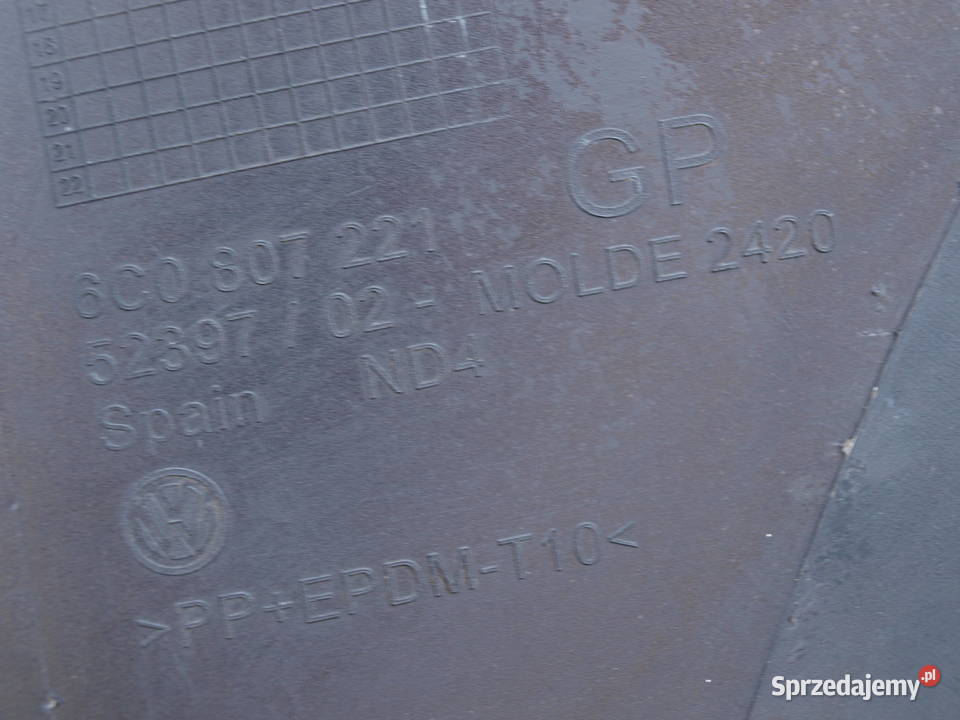 18
19
20
21
22
GP
6C0 807 221
52397 / 02 - MOLDE 2420
Spain ND4
VW
>PP+EPDM-T10<
Sprzedajemy.pl